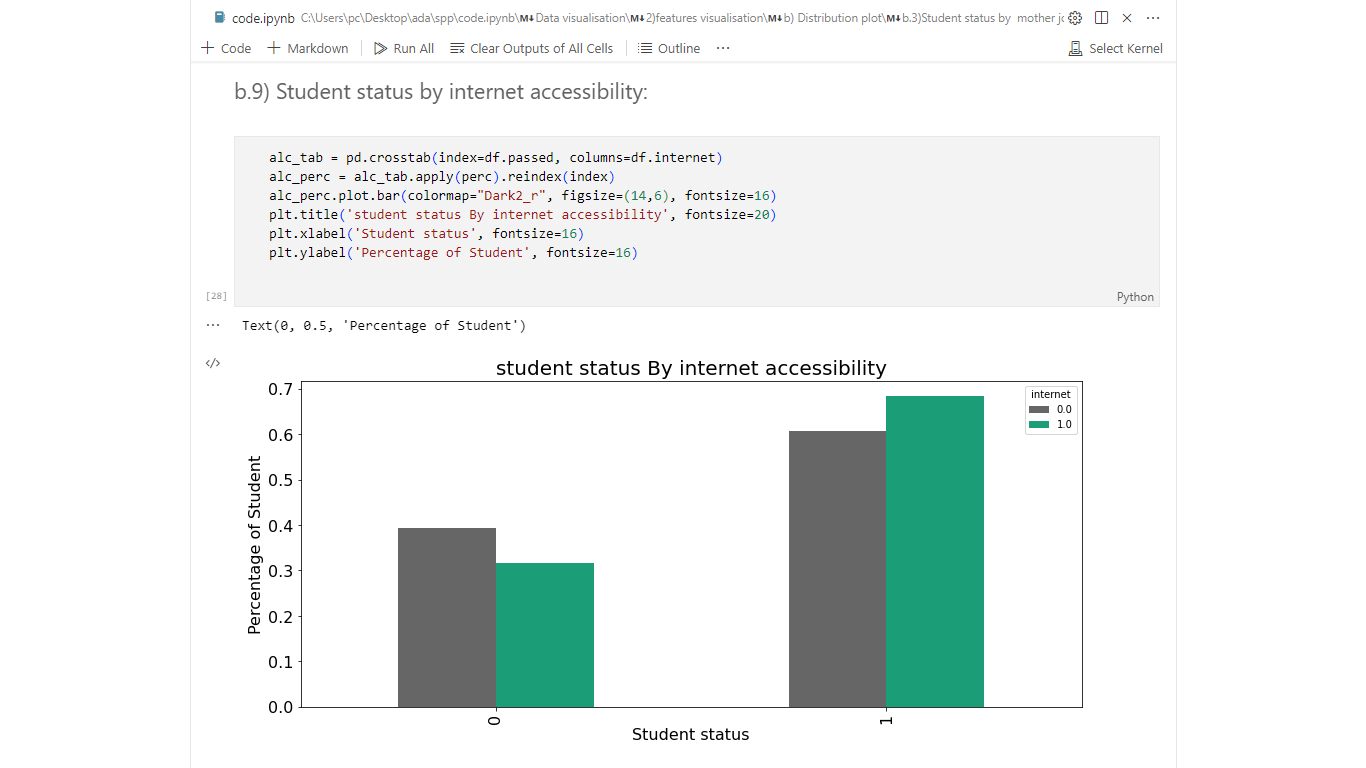 code.ipynb C:\Users\pc\Desktop\ada\spp\code.ipynb\M↓Data visualisation\M↓2)features visualisation\M↓b) Distribution plot\M↓b.3)Student status by mother jo
Code Markdown Run All Clear Outputs of All Cells Outline ... Select Kernel
b.9) Student status by internet accessibility:
alc_tab = pd.crosstab(index=df.passed, columns=df.internet)
alc_perc = alc_tab.apply(perc).reindex(index)
alc_perc.plot.bar(colormap="Dark2_r", figsize=(14,6), fontsize=16)
plt.title('student status By internet accessibility', fontsize=20)
plt.xlabel('Student status', fontsize=16)
plt.ylabel('Percentage of Student', fontsize=16)
[28]
Python
... Text(0, 0.5, 'Percentage of Student')
student status By internet accessibility
internet
0.0
1.0
0.7
0.6
0.5
0.4
0.3
0.2
0.1
0.0
Percentage of Student
0 1
Student status